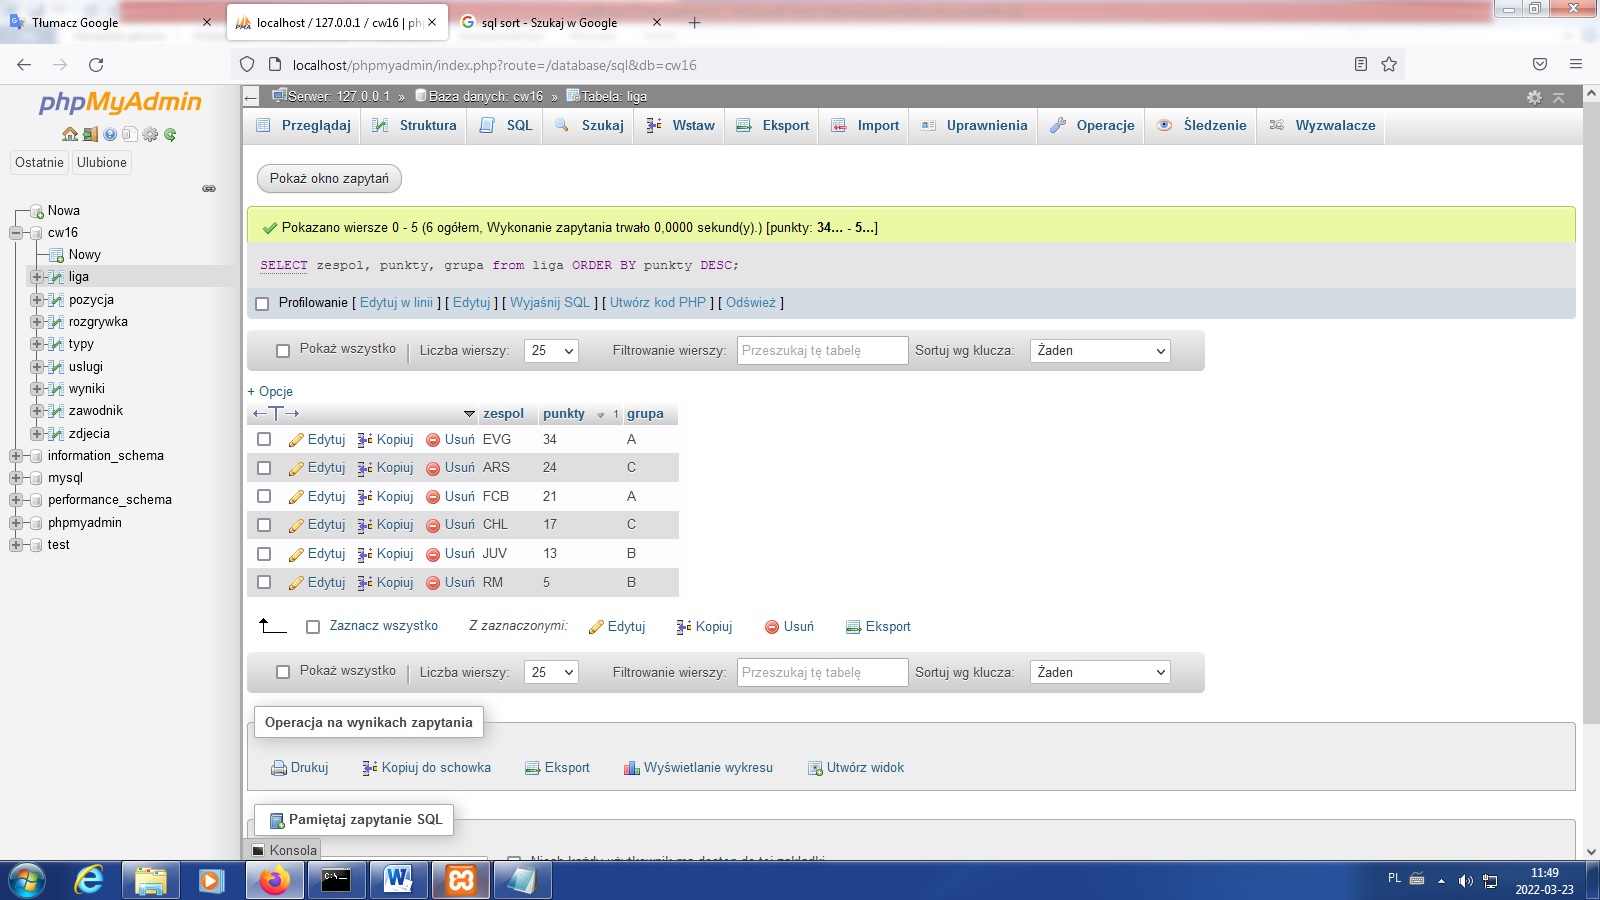 Tłumacz Google
localhost / 127.0.0.1 / cw16 | ph
sql sort - Szukaj w Google
localhost/phpmyadmin/index.php?route=/database/sql&db=cw16
phpMyAdmin
Ostatnie Ulubione
Nowa
cw16
Nowy
liga
pozycja
rozgrywka
typy
uslugi
wyniki
zawodnik
zdjecia
information_schema
mysql
performance_schema
phpmyadmin
test
Serwer: 127.0.0.1 » Baza danych: cw16 » Tabela: liga
Przeglądaj Struktura SQL Szukaj Wstaw Eksport Import Uprawnienia Operacje Śledzenie Wyzwalacze
Pokaż okno zapytań
Pokazano wiersze 0 - 5 (6 ogółem, Wykonanie zapytania trwało 0,0000 sekund(y).) [punkty: 34... - 5...]
SELECT zespol, punkty, grupa from liga ORDER BY punkty DESC;
Profilowanie [ Edytuj w linii ] [ Edytuj ] [ Wyjaśnij SQL ] [ Utwórz kod PHP ] [ Odśwież ]
Pokaż wszystko | Liczba wierszy: 25 Filtrowanie wierszy: Przeszukaj tę tabelę Sortuj wg klucza: Żaden
+ Opcje
←T→ zespol punkty 1 grupa
Edytuj Kopiuj Usuń EVG 34 A
Edytuj Kopiuj Usuń ARS 24 C
Edytuj Kopiuj Usuń FCB 21 A
Edytuj Kopiuj Usuń CHL 17 C
Edytuj Kopiuj Usuń JUV 13 B
Edytuj Kopiuj Usuń RM 5 B
Zaznacz wszystko Z zaznaczonymi: Edytuj Kopiuj Usuń Eksport
Pokaż wszystko | Liczba wierszy: 25 Filtrowanie wierszy: Przeszukaj tę tabelę Sortuj wg klucza: Żaden
Operacja na wynikach zapytania
Drukuj Kopiuj do schowka Eksport Wyświetlanie wykresu Utwórz widok
Pamiętaj zapytanie SQL
Konsola
Niech każdy użytkownik ma dostęp do tej zakładki
PL
11:49
2022-03-23